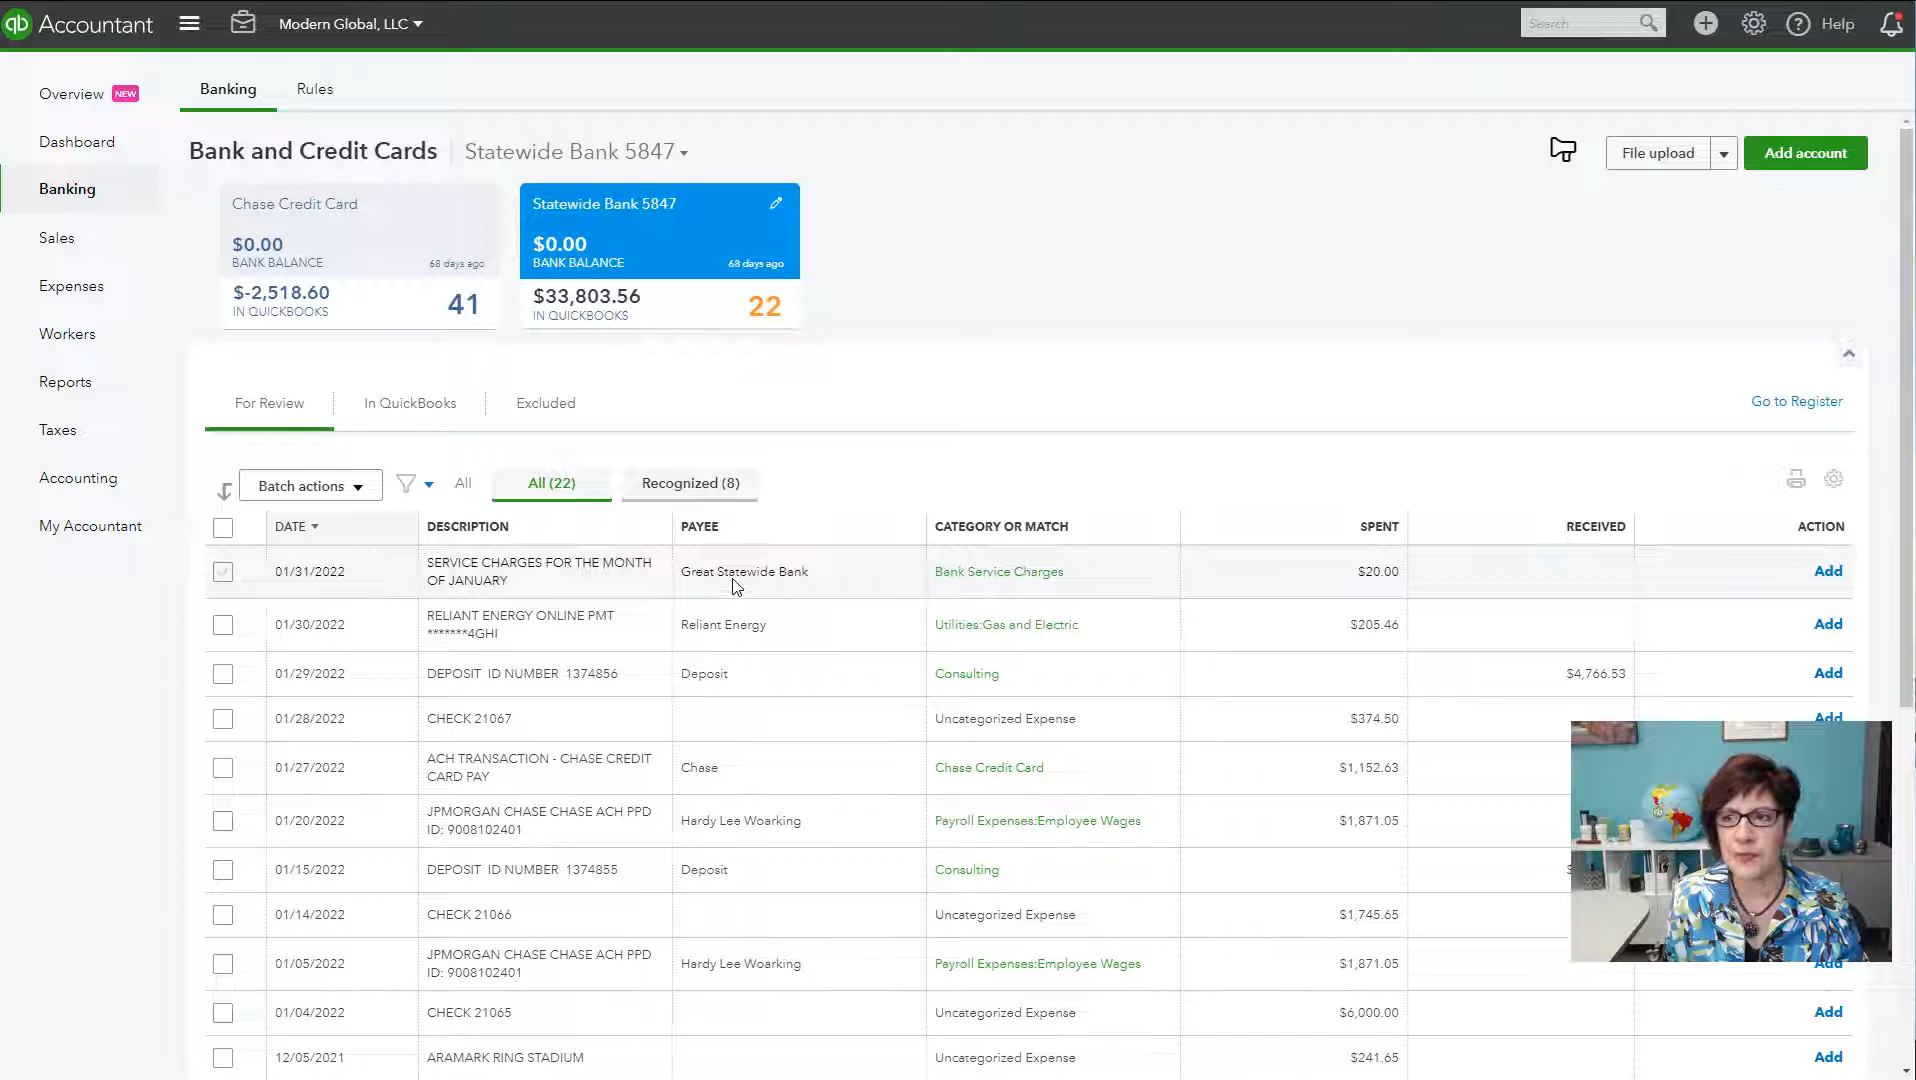 qb Accountant Modern Global, LLC Search Help
Overview NEW
Dashboard
Banking
Sales
Expenses
Workers
Reports
Taxes
Accounting
My Accountant
Banking Rules
Bank and Credit Cards Statewide Bank 5847 File upload Add account
Chase Credit Card
$0.00
BANK BALANCE 68 days ago
$-2,518.60
IN QUICKBOOKS
41
Statewide Bank 5847
$0.00
BANK BALANCE 68 days ago
$33,803.56
IN QUICKBOOKS
22
For Review In QuickBooks Excluded Go to Register
Batch actions All All (22) Recognized (8)
DATE DESCRIPTION PAYEE CATEGORY OR MATCH SPENT RECEIVED ACTION
01/31/2022 SERVICE CHARGES FOR THE MONTH
OF JANUARY Great Statewide Bank Bank Service Charges $20.00 Add
01/30/2022 RELIANT ENERGY ONLINE PMT
*******4GHI Reliant Energy Utilities:Gas and Electric $205.46 Add
01/29/2022 DEPOSIT ID NUMBER 1374856 Deposit Consulting $4,766.53 Add
01/28/2022 CHECK 21067 Uncategorized Expense $374.50 Add
01/27/2022 ACH TRANSACTION - CHASE CREDIT
CARD PAY Chase Chase Credit Card $1,152.63
01/20/2022 JPMORGAN CHASE CHASE ACH PPD
ID: 9008102401 Hardy Lee Woarking Payroll Expenses:Employee Wages $1,871.05
01/15/2022 DEPOSIT ID NUMBER 1374855 Deposit Consulting
01/14/2022 CHECK 21066 Uncategorized Expense $1,745.65
01/05/2022 JPMORGAN CHASE CHASE ACH PPD
ID: 9008102401 Hardy Lee Woarking Payroll Expenses:Employee Wages $1,871.05 Add
01/04/2022 CHECK 21065 Uncategorized Expense $6,000.00 Add
12/05/2021 ARAMARK RING STADIUM Uncategorized Expense $241.65 Add